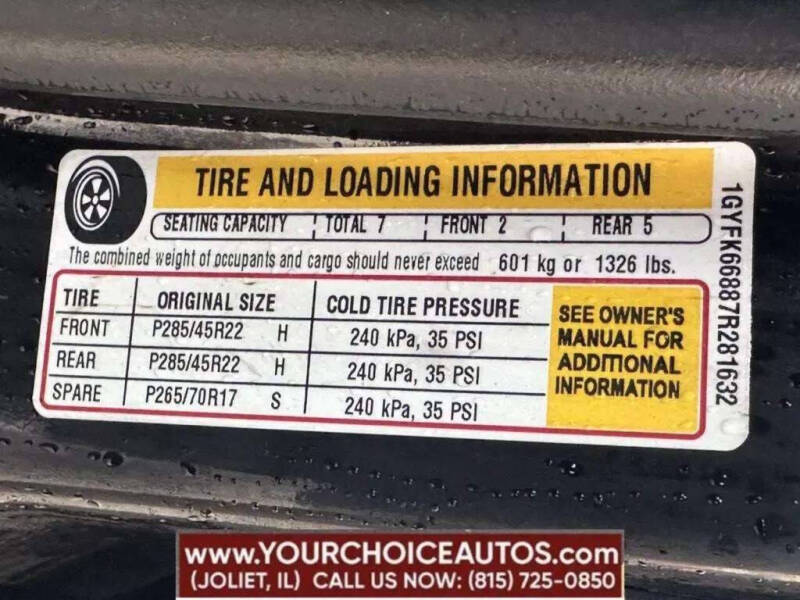 TIRE AND LOADING INFORMATION
SEATING CAPACITY TOTAL 7 FRONT 2 REAR 5
The combined weight of occupants and cargo should never exceed 601 kg or 1326 lbs.
TIRE ORIGINAL SIZE COLD TIRE PRESSURE
FRONT P285/45R22 H 240 kPa, 35 PSI
REAR P285/45R22 H 240 kPa, 35 PSI
SPARE P265/70R17 S 240 kPa, 35 PSI
SEE OWNER'S
MANUAL FOR
ADDITIONAL
INFORMATION
1GYFK66887R281632
www.YOURCHOICEAUTOS.com
(JOLIET, IL) CALL US NOW: (815) 725-0850